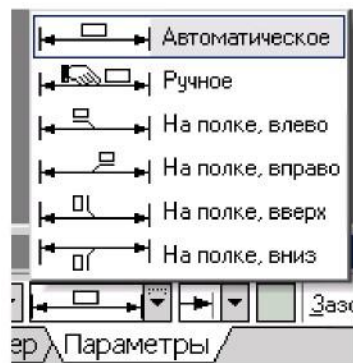 Автоматическое
Ручное
На полке, влево
На полке, вправо
На полке, вверх
На полке, вниз
Зазо
ер Параметры